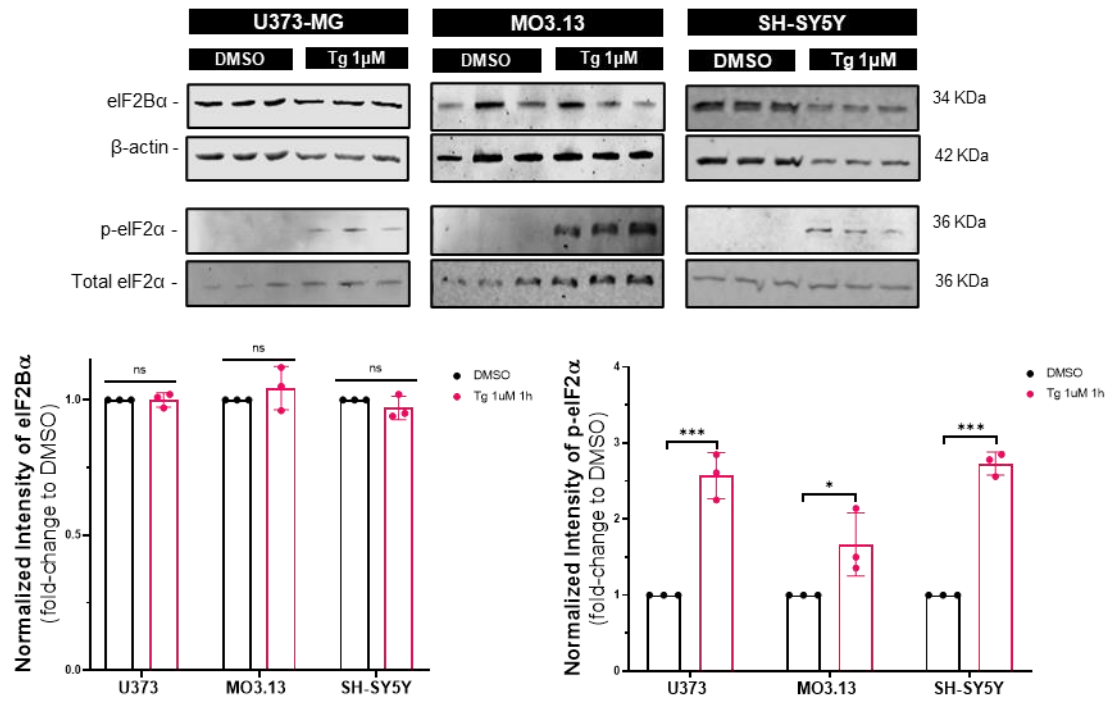 U373-MG MO3.13 SH-SY5Y
DMSO Tg 1μM DMSO Tg 1μM DMSO Tg 1μM
eIF2Bα - 34 KDa
β-actin - 42 KDa
p-eIF2α - 36 KDa
Total eIF2α - 36 KDa
Normalized Intensity of eIF2Bα
(fold-change to DMSO)
1.0
0.5
0.0
ns ns ns
DMSO
Tg 1uM 1h
U373 MO3.13 SH-SY5Y
Normalized Intensity of p-eIF2α
(fold-change to DMSO)
4
3
2
1
0
*** * ***
DMSO
Tg 1uM 1h
U373 MO3.13 SH-SY5Y